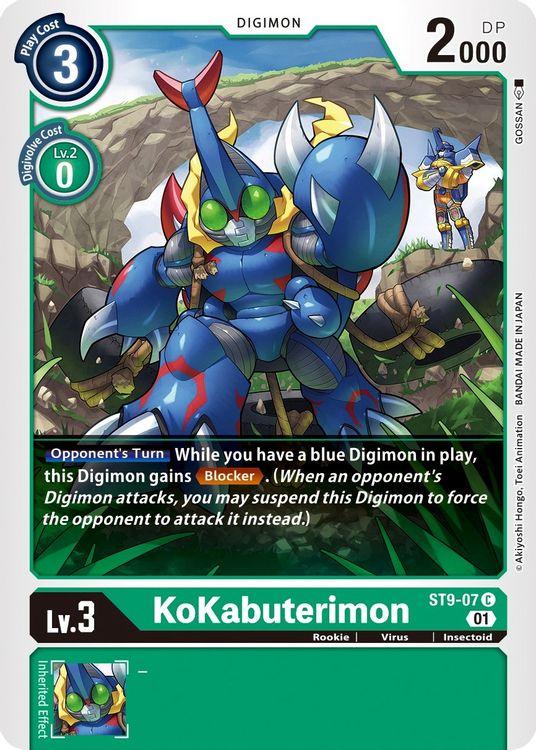 DIGIMON
Play Cost
3
DP
2000
Digivolve Cost
Lv.2
0
GOSSAN
© Akiyoshi Hongo, Toei Animation BANDAI MADE IN JAPAN
Opponent's Turn While you have a blue Digimon in play,
this Digimon gains Blocker. (When an opponent's
Digimon attacks, you may suspend this Digimon to force
the opponent to attack it instead.)
Lv.3
KoKabuterimon
ST9-07 C
01
Rookie | Virus | Insectoid
Inherited Effect
–